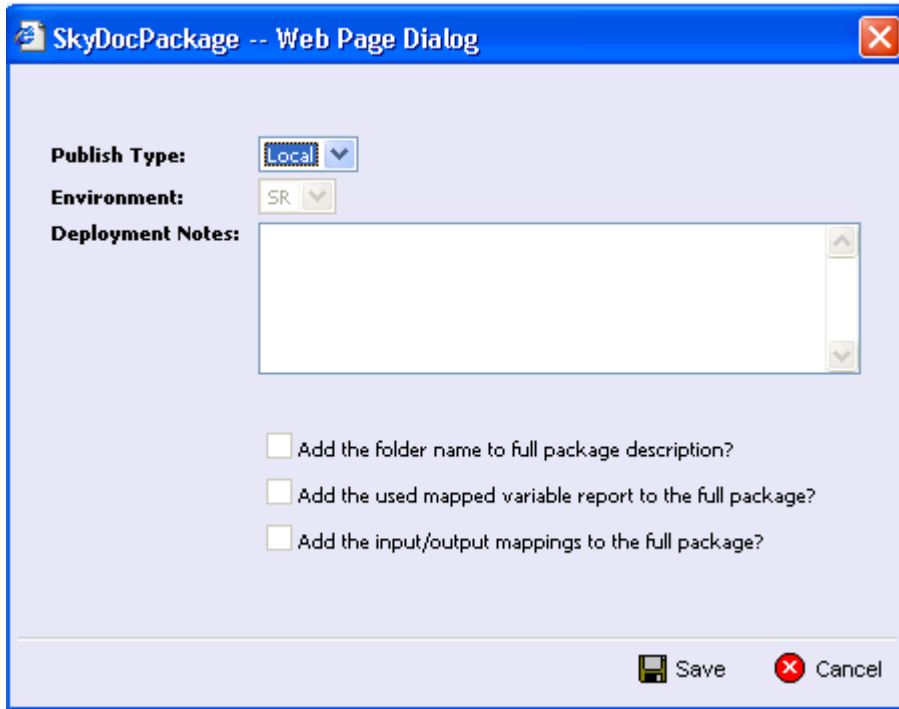 SkyDocPackage -- Web Page Dialog
Publish Type: Local
Environment: SR
Deployment Notes:
Add the folder name to full package description?
Add the used mapped variable report to the full package?
Add the input/output mappings to the full package?
Save Cancel